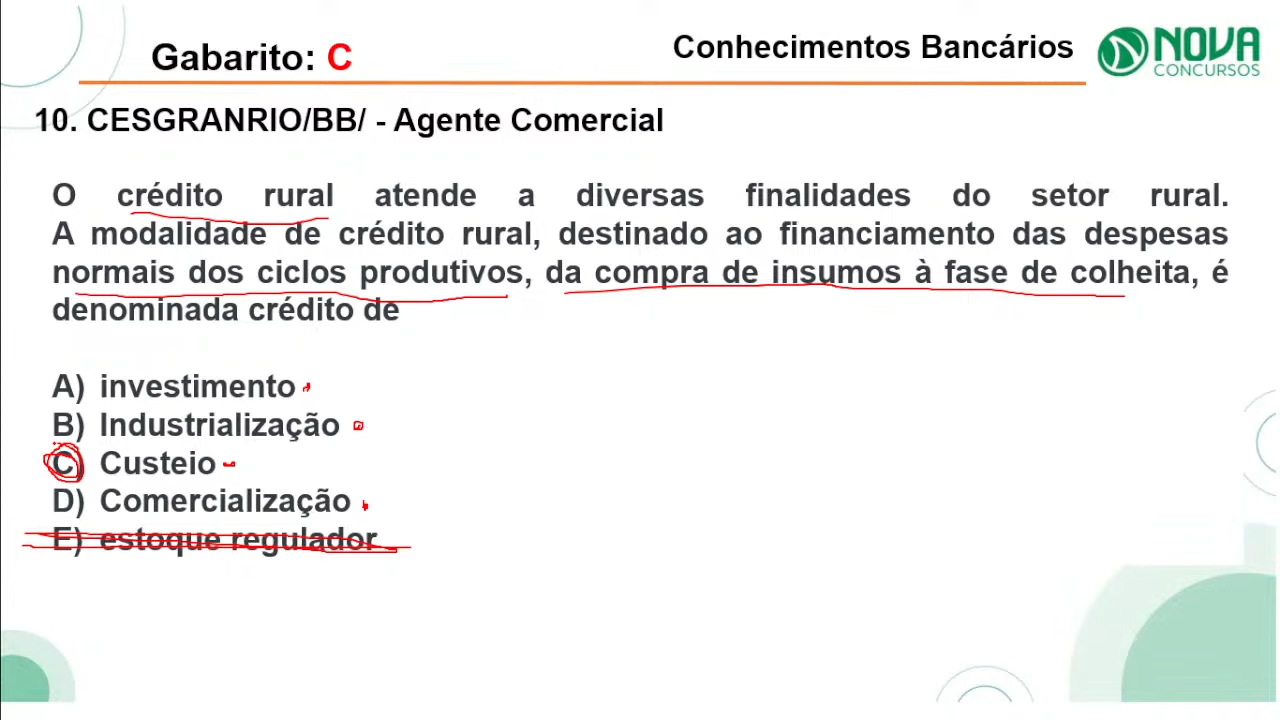 Gabarito: C
Conhecimentos Bancários
NOVA
CONCURSOS
10. CESGRANRIO/BB/ - Agente Comercial
O crédito rural atende a diversas finalidades do setor rural.
A modalidade de crédito rural, destinado ao financiamento das despesas
normais dos ciclos produtivos, da compra de insumos à fase de colheita, é
denominada crédito de
A) investimento
B) Industrialização
C) Custeio
D) Comercialização
E) estoque regulador